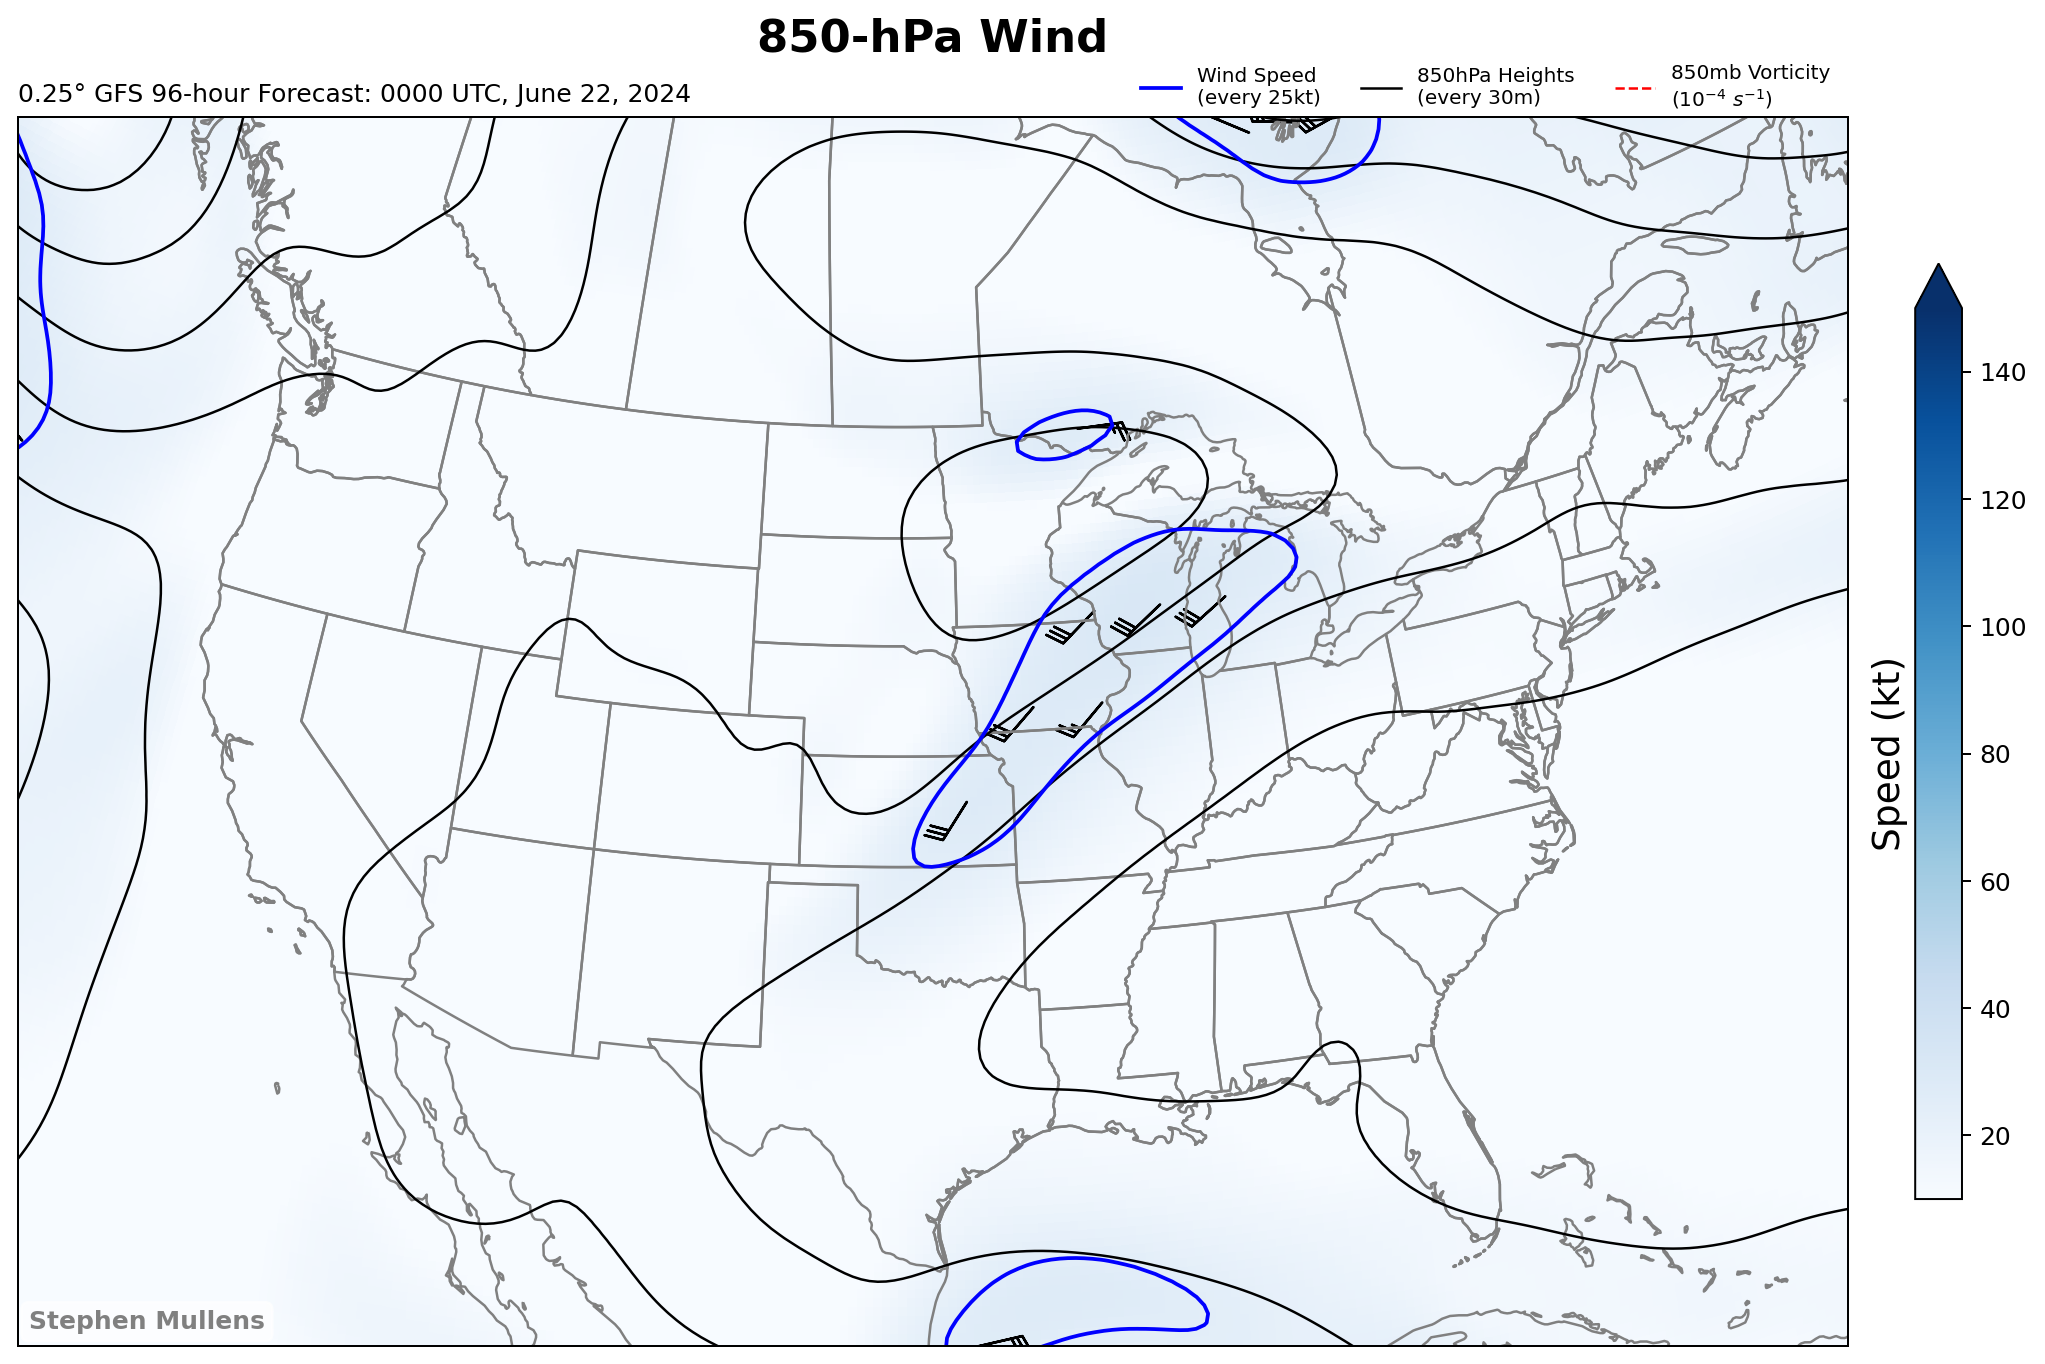 850-hPa Wind
0.25° GFS 96-hour Forecast: 0000 UTC, June 22, 2024
Wind Speed
(every 25kt)
850hPa Heights
(every 30m)
850mb Vorticity
(10⁻⁴ s⁻¹)
140
120
100
80
60
40
20
Speed (kt)
Stephen Mullens